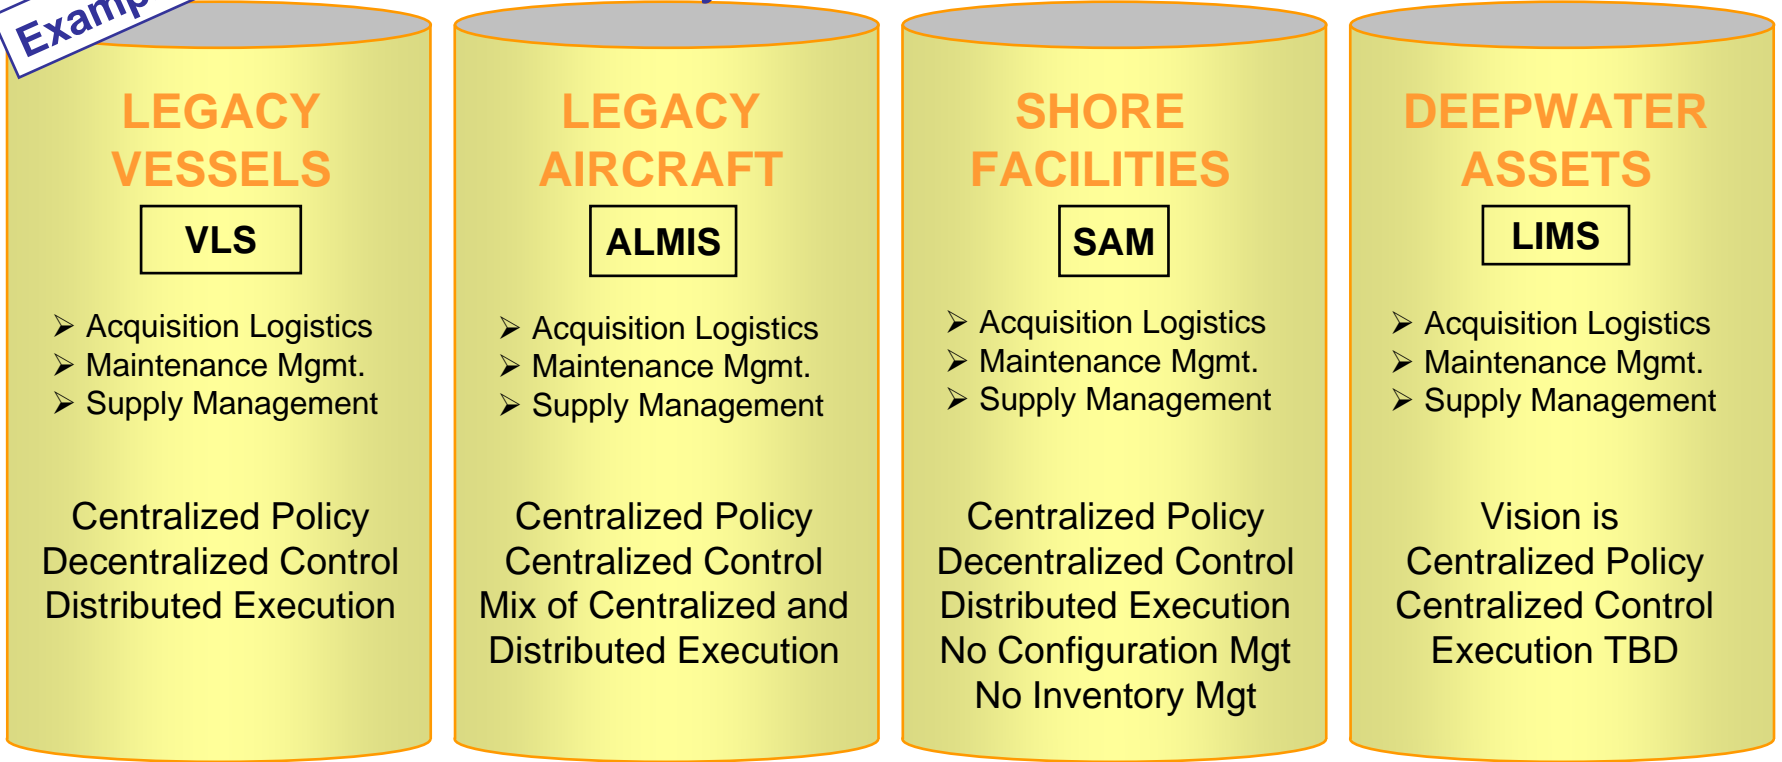 LEGACY
VESSELS
VLS
➢ Acquisition Logistics
➢ Maintenance Mgmt.
➢ Supply Management
Centralized Policy
Decentralized Control
Distributed Execution
LEGACY
AIRCRAFT
ALMIS
➢ Acquisition Logistics
➢ Maintenance Mgmt.
➢ Supply Management
Centralized Policy
Centralized Control
Mix of Centralized and
Distributed Execution
SHORE
FACILITIES
SAM
➢ Acquisition Logistics
➢ Maintenance Mgmt.
➢ Supply Management
Centralized Policy
Decentralized Control
Distributed Execution
No Configuration Mgt
No Inventory Mgt
DEEPWATER
ASSETS
LIMS
➢ Acquisition Logistics
➢ Maintenance Mgmt.
➢ Supply Management
Vision is
Centralized Policy
Centralized Control
Execution TBD